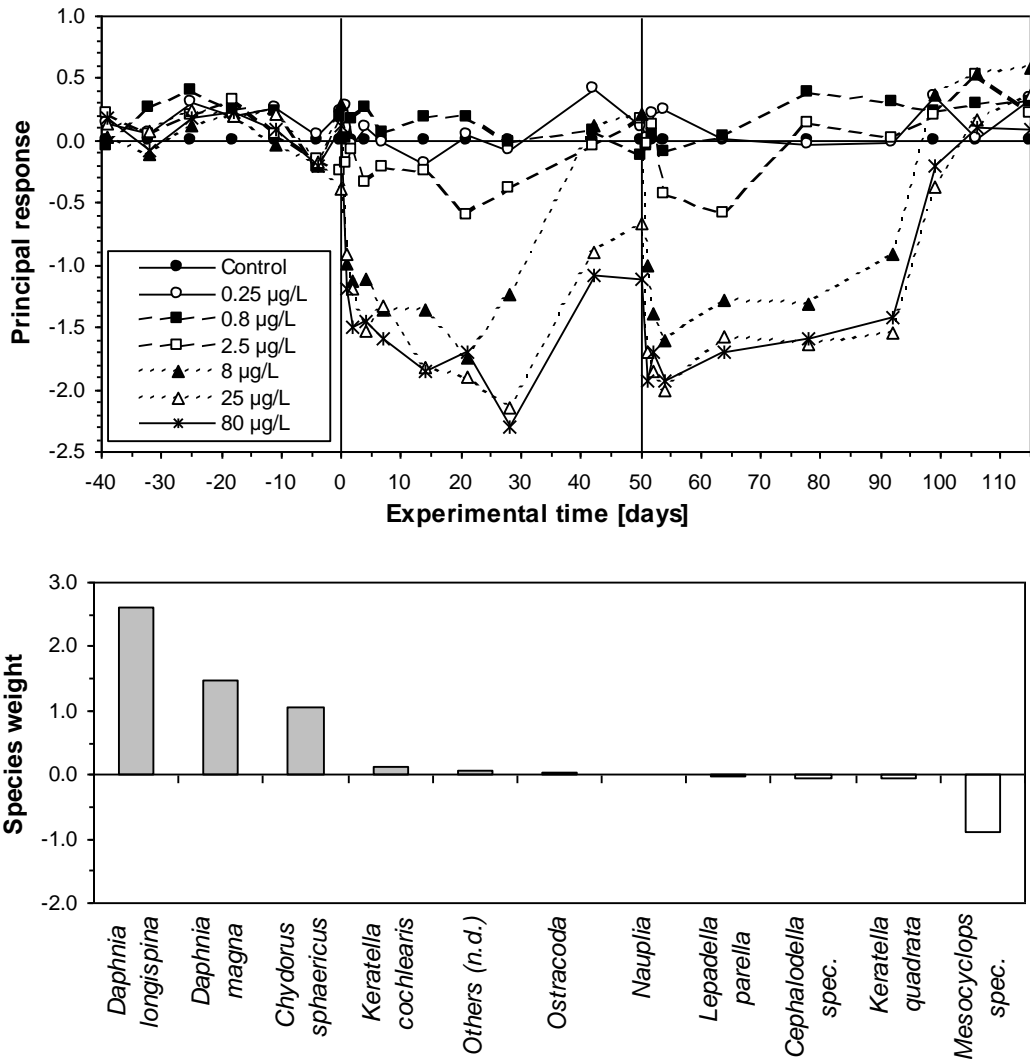 1.0
0.5
0.0
-0.5
-1.0
-1.5
-2.0
-2.5
Principal response
Control
0.25 µg/L
0.8 µg/L
2.5 µg/L
8 µg/L
25 µg/L
80 µg/L
-40 -30 -20 -10 0 10 20 30 40 50 60 70 80 90 100 110
Experimental time [days]
3.0
2.0
1.0
0.0
-1.0
-2.0
Species weight
Daphnia
longispina
Daphnia
magna
Chydorus
sphaericus
Keratella
cochlearis
Others (n.d.)
Ostracoda
Nauplia
Lepadella
parella
Cephalodella
spec.
Keratella
quadrata
Mesocyclops
spec.